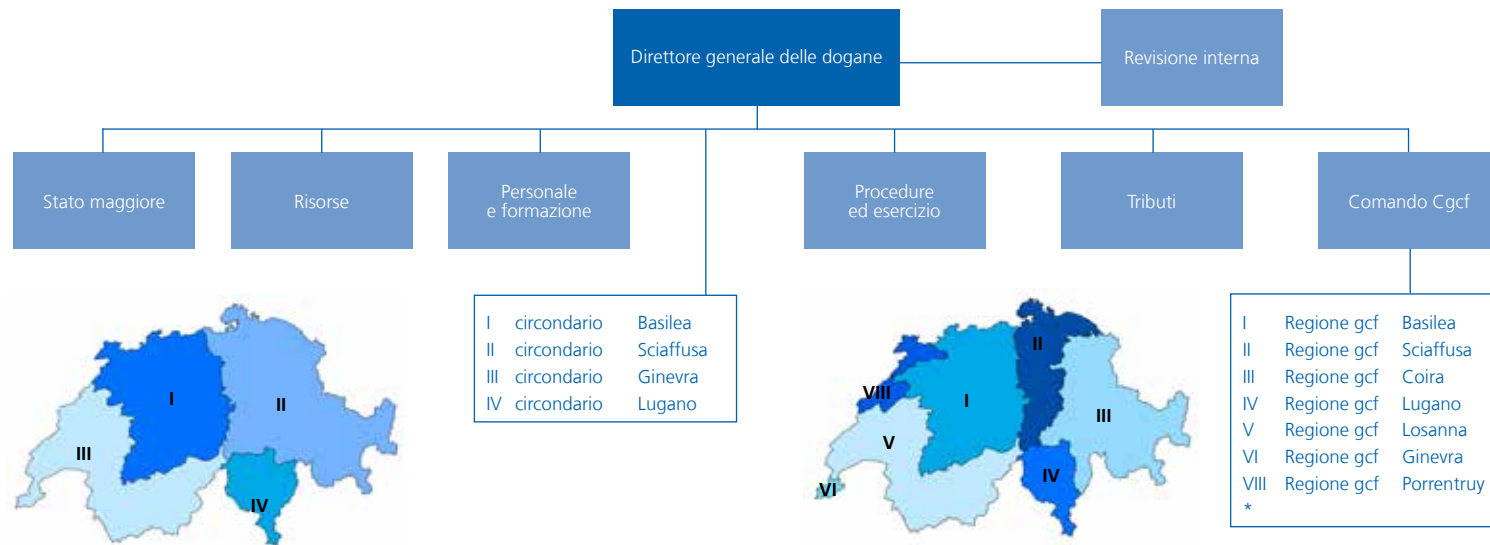 Direttore generale delle dogane
Revisione interna
Stato maggiore
Risorse
Personale
e formazione
Procedure
ed esercizio
Tributi
Comando Cgcf
I circondario Basilea
II circondario Sciaffusa
III circondario Ginevra
IV circondario Lugano
I Regione gcf Basilea
II Regione gcf Sciaffusa
III Regione gcf Coira
IV Regione gcf Lugano
V Regione gcf Losanna
VI Regione gcf Ginevra
VIII Regione gcf Porrentruy
*
I
II
III
IV
II
VIII
I
III
V
IV
VI